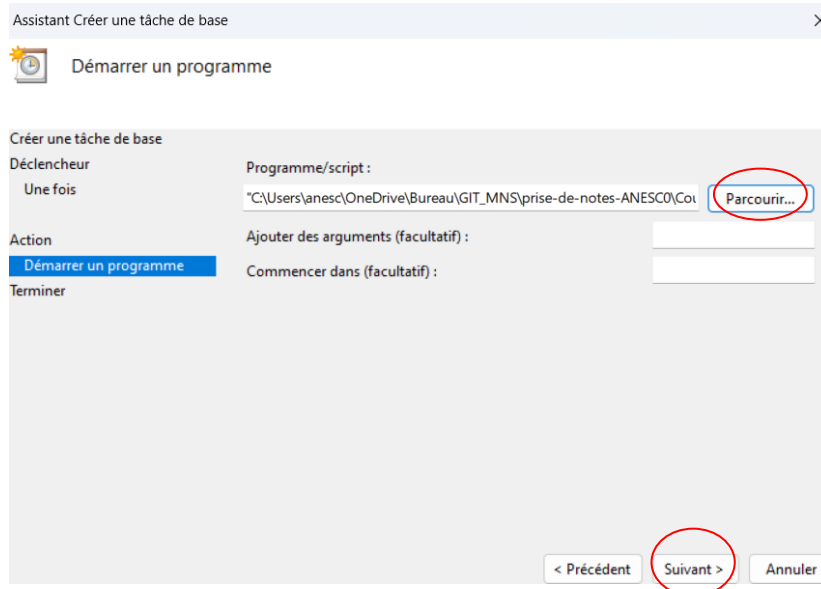 Assistant Créer une tâche de base
Démarrer un programme
Créer une tâche de base
Déclencheur
Une fois
Action
Démarrer un programme
Terminer
Programme/script :
"C:\Users\anesc\OneDrive\Bureau\GIT_MNS\prise-de-notes-ANESC0\Cou
Parcourir...
Ajouter des arguments (facultatif) :
Commencer dans (facultatif) :
< Précédent
Suivant >
Annuler